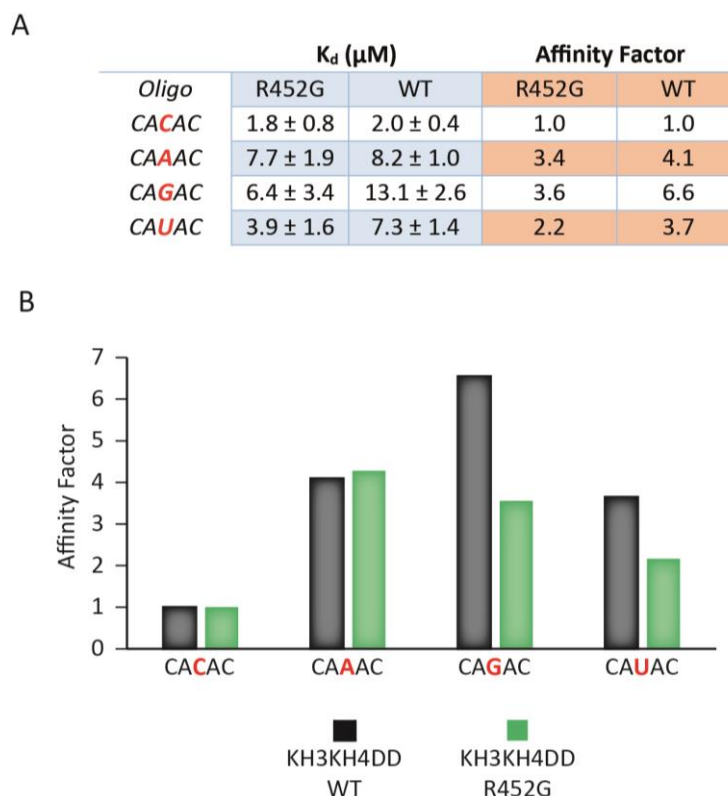 A
K_d (μM) Affinity Factor
Oligo R452G WT R452G WT
CACAC 1.8 ± 0.8 2.0 ± 0.4 1.0 1.0
CAAAC 7.7 ± 1.9 8.2 ± 1.0 3.4 4.1
CAGAC 6.4 ± 3.4 13.1 ± 2.6 3.6 6.6
CAUAC 3.9 ± 1.6 7.3 ± 1.4 2.2 3.7
B
Affinity Factor
7
6
5
4
3
2
1
0
CACAC CAAAC CAGAC CAUAC
KH3KH4DD KH3KH4DD
WT R452G